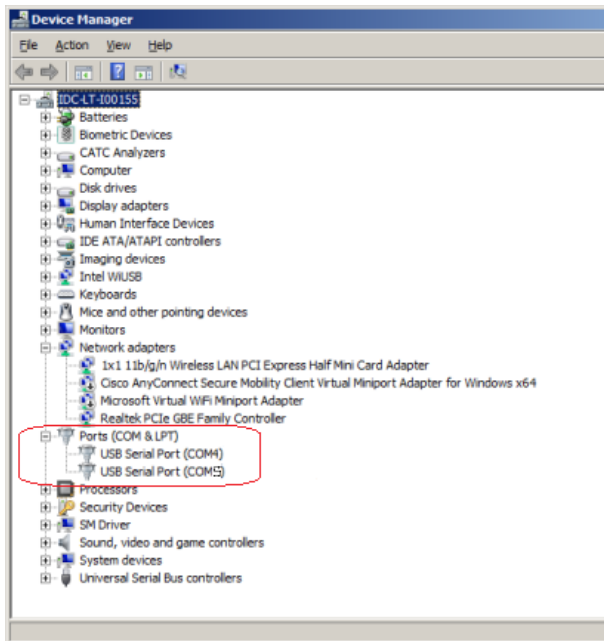 Device Manager
File Action View Help
IDC-LT-I00155
Batteries
Biometric Devices
CATC Analyzers
Computer
Disk drives
Display adapters
Human Interface Devices
IDE ATA/ATAPI controllers
Imaging devices
Intel WiUSB
Keyboards
Mice and other pointing devices
Monitors
Network adapters
1x1 11b/g/n Wireless LAN PCI Express Half Mini Card Adapter
Cisco AnyConnect Secure Mobility Client Virtual Miniport Adapter for Windows x64
Microsoft Virtual WiFi Miniport Adapter
Realtek PCIe GBE Family Controller
Ports (COM & LPT)
USB Serial Port (COM4)
USB Serial Port (COM5)
Processors
Security Devices
SM Driver
Sound, video and game controllers
System devices
Universal Serial Bus controllers